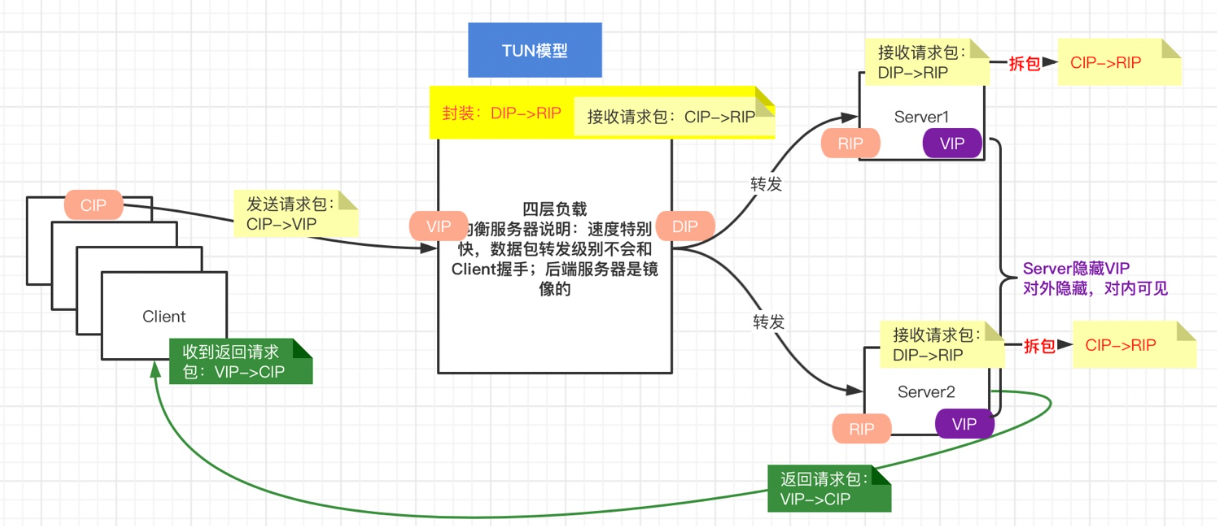 TUN模型
封装：DIP->RIP
接收请求包：CIP->RIP
接收请求包：
DIP->RIP
拆包
CIP->RIP
Server1
RIP
VIP
转发
CIP
发送请求包：
CIP->VIP
VIP
四层负载
均衡服务器说明：速度特别
快，数据包转发级别不会和
Client握手；后端服务器是镜
像的
DIP
Server隐藏VIP
对外隐藏，对内可见
Client
收到返回请求
包：VIP->CIP
转发
接收请求包：
DIP->RIP
拆包
CIP->RIP
Server2
RIP
VIP
返回请求包：
VIP->CIP